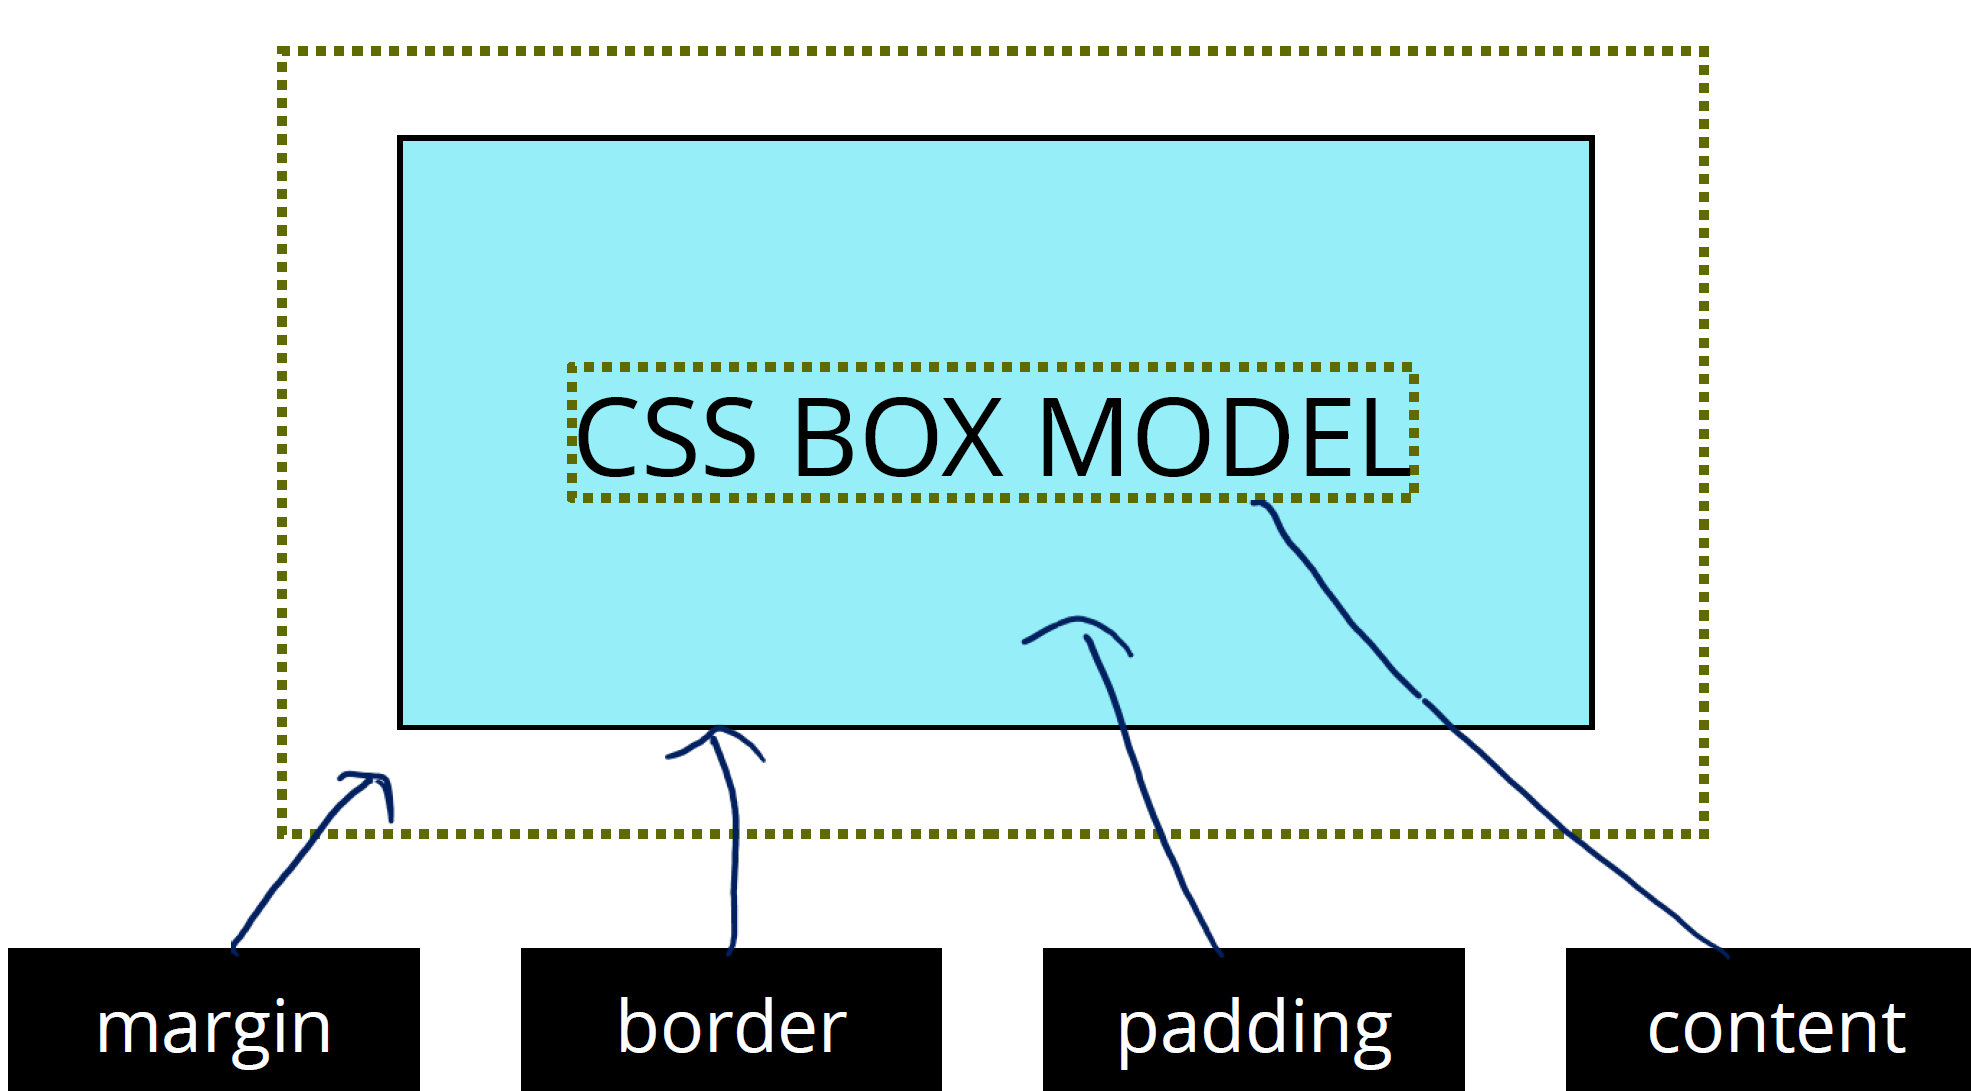 CSS BOX MODEL
margin
border
padding
content